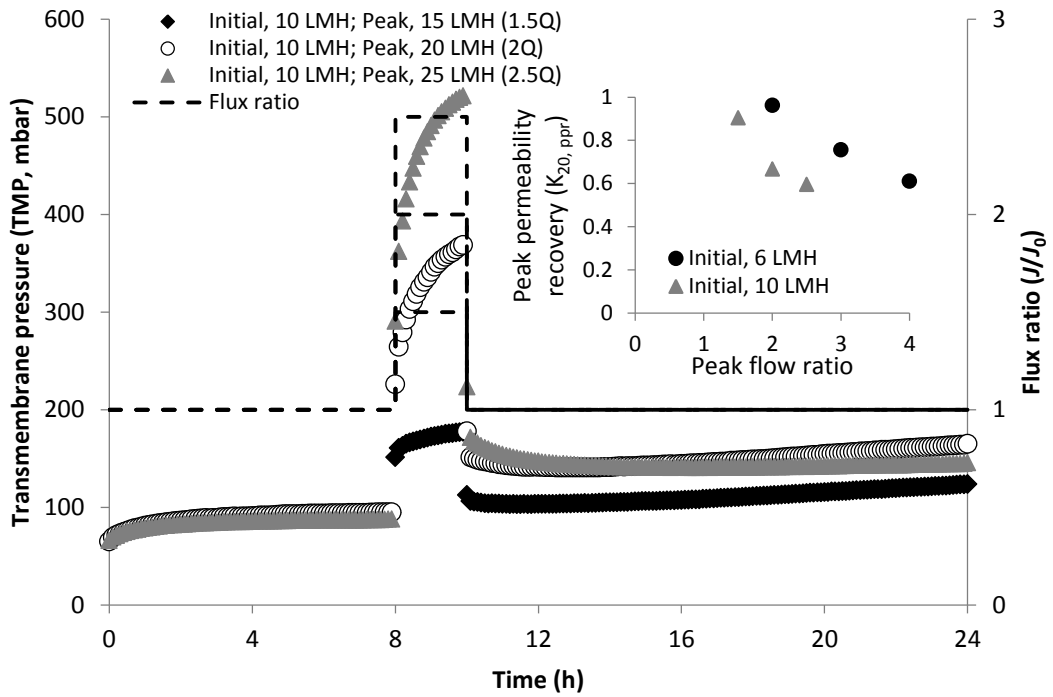 Initial, 10 LMH; Peak, 15 LMH (1.5Q)
Initial, 10 LMH; Peak, 20 LMH (2Q)
Initial, 10 LMH; Peak, 25 LMH (2.5Q)
Flux ratio
Transmembrane pressure (TMP, mbar)
600
500
400
300
200
100
0
0
4
8
12
16
20
24
Time (h)
3
2
1
0
Flux ratio (J/J0)
Peak permeability
recovery (K20, ppr)
1
0.8
0.6
0.4
0.2
0
Initial, 6 LMH
Initial, 10 LMH
0
1
2
3
4
Peak flow ratio